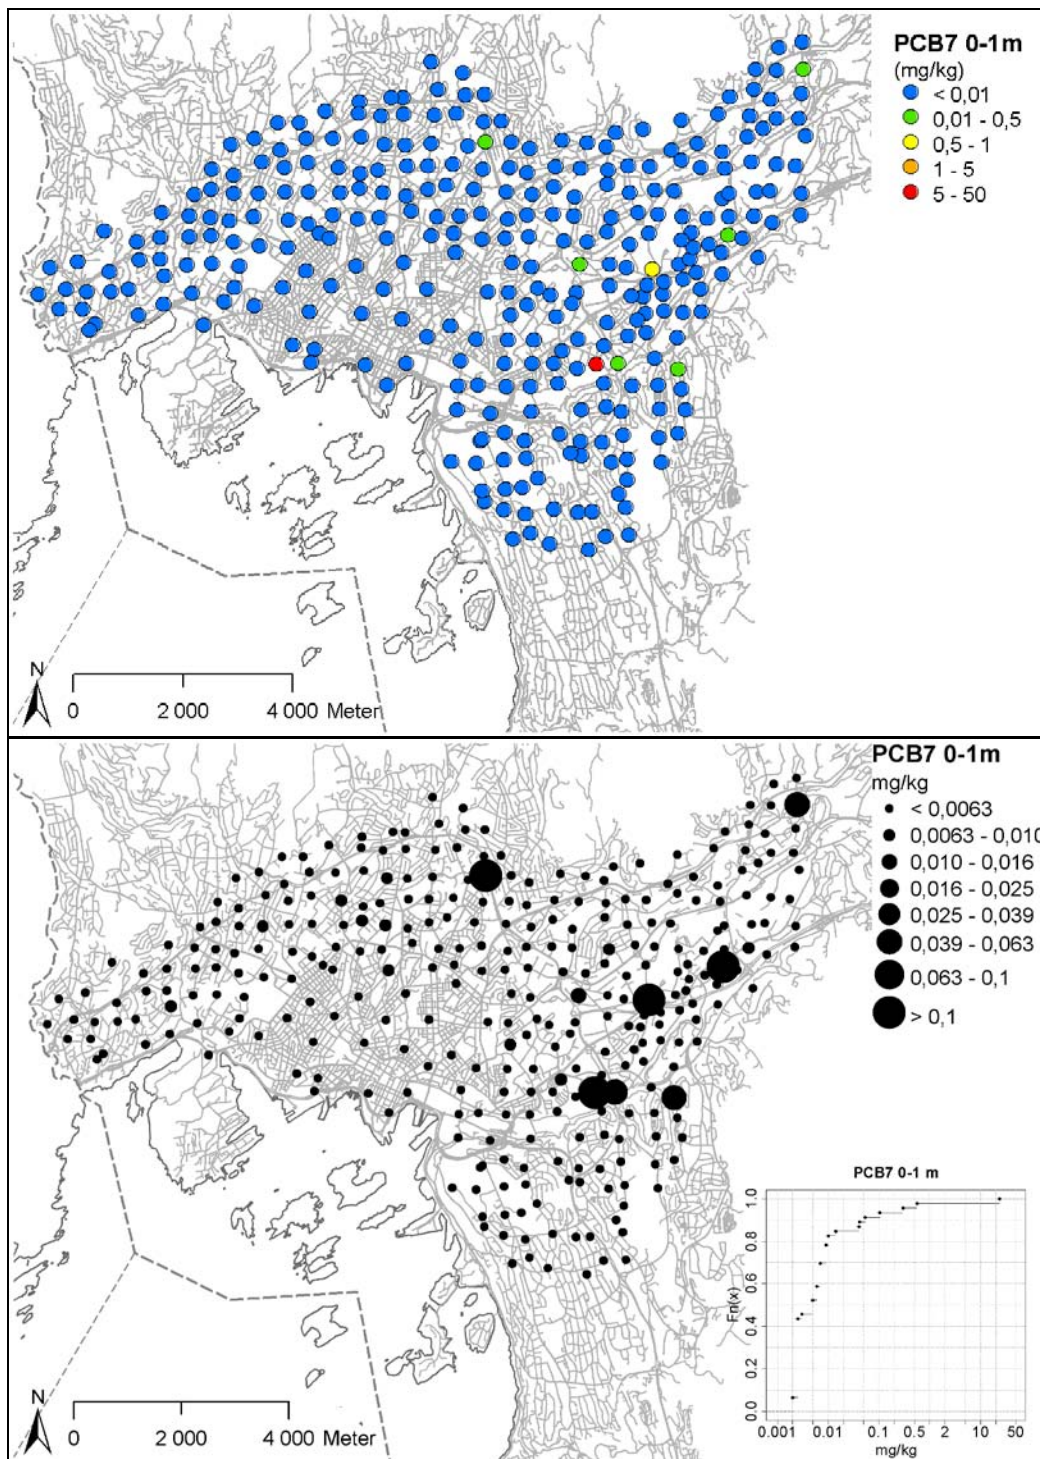 PCB7 0-1m
(mg/kg)
< 0,01
0,01 - 0,5
0,5 - 1
1 - 5
5 - 50
N
0 2 000 4 000 Meter
PCB7 0-1m
mg/kg
< 0,0063
0,0063 - 0,010
0,010 - 0,016
0,016 - 0,025
0,025 - 0,039
0,039 - 0,063
0,063 - 0,1
> 0,1
PCB7 0-1 m
Fn(x)
1.0
0.8
0.6
0.4
0.2
0.0
0.001 0.01 0.1 0.5 2 10 50
mg/kg
N
0 2 000 4 000 Meter